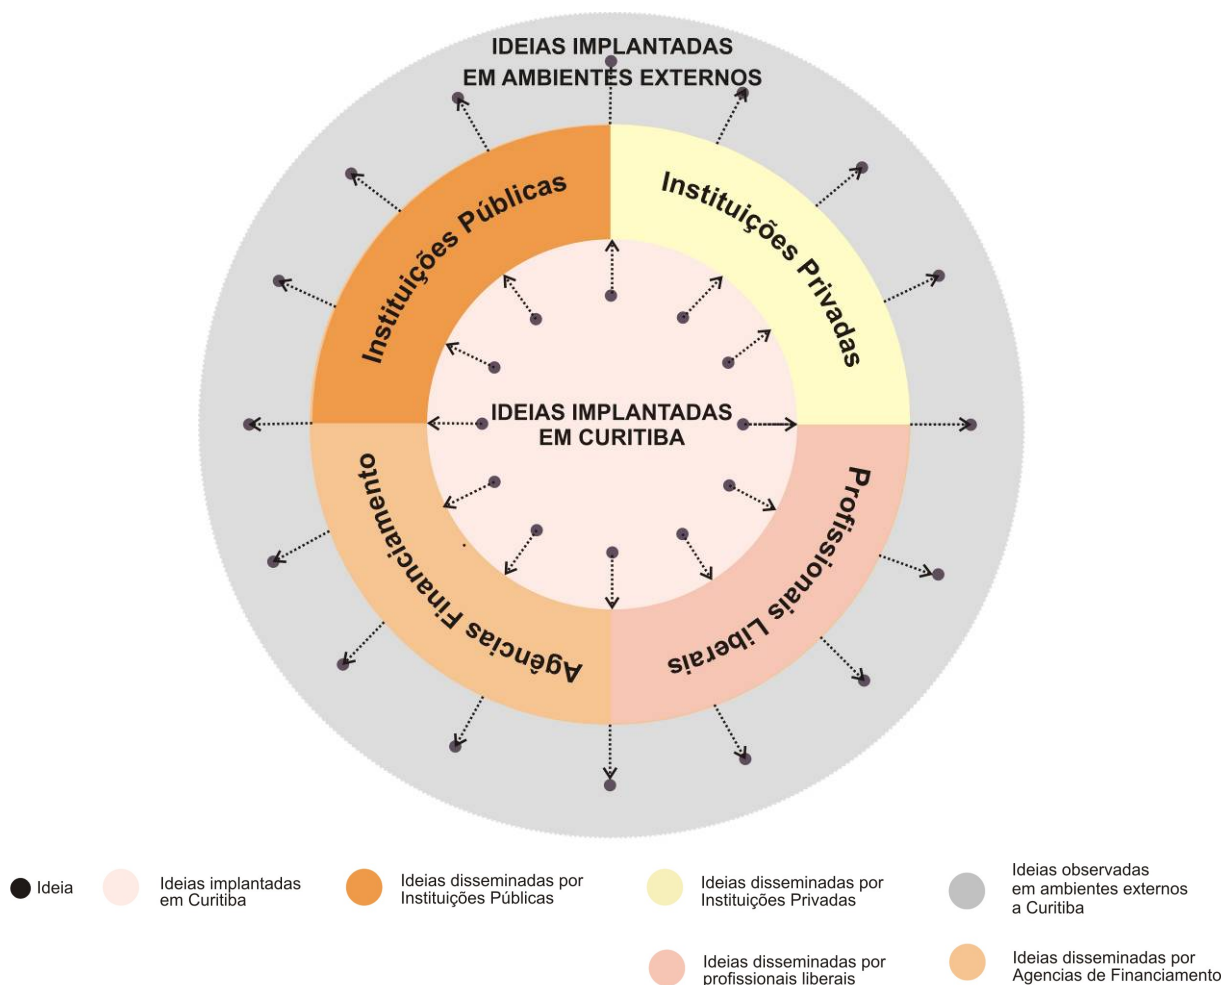 IDEIAS IMPLANTADAS
EM AMBIENTES EXTERNOS
Instituições Públicas
Instituições Privadas
IDEIAS IMPLANTADAS
EM CURITIBA
Agências Financiamento
Profissionais Liberais
Ideia
Ideias implantadas
em Curitiba
Ideias disseminadas por
Instituições Públicas
Ideias disseminadas por
Instituições Privadas
Ideias observadas
em ambientes externos
a Curitiba
Ideias disseminadas por
profissionais liberais
Ideias disseminadas por
Agencias de Financiamento